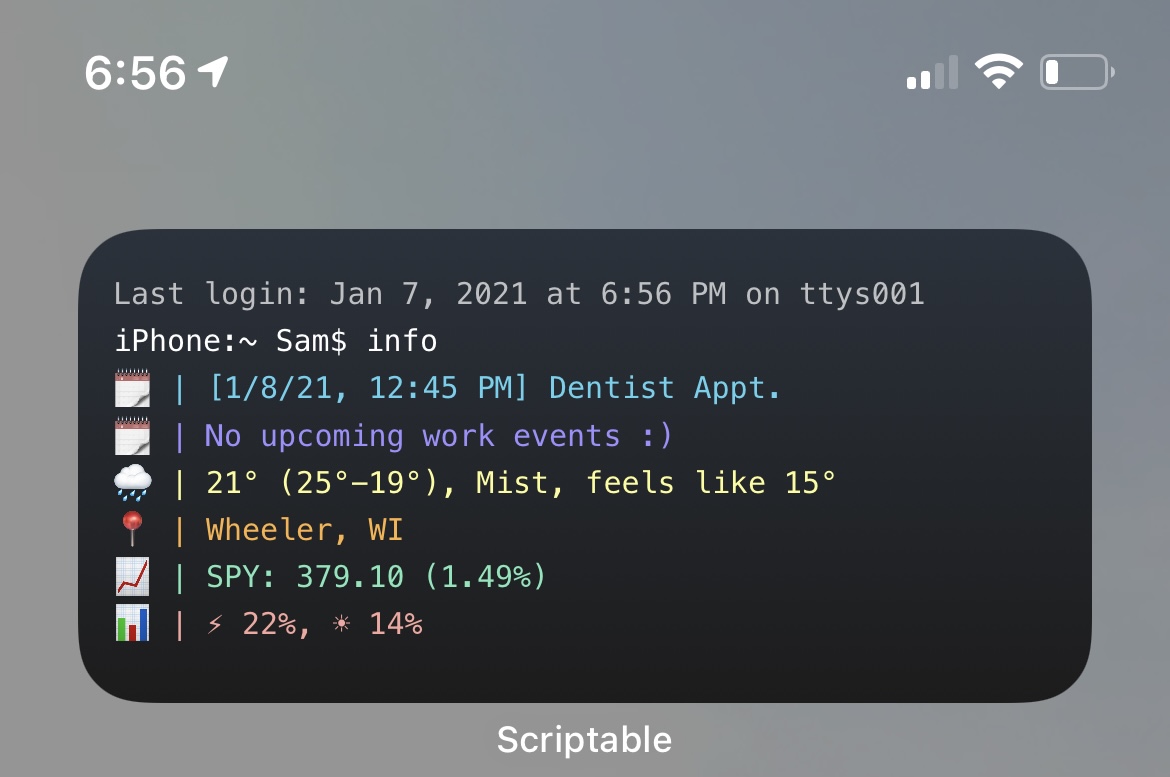 6:56
Last login: Jan 7, 2021 at 6:56 PM on ttys001
iPhone:~ Sam$ info
🗓 | [1/8/21, 12:45 PM] Dentist Appt.
🗓 | No upcoming work events :)
🌧 | 21° (25°–19°), Mist, feels like 15°
📍 | Wheeler, WI
📈 | SPY: 379.10 (1.49%)
📊 | ⚡︎ 22%, ☀︎ 14%
Scriptable